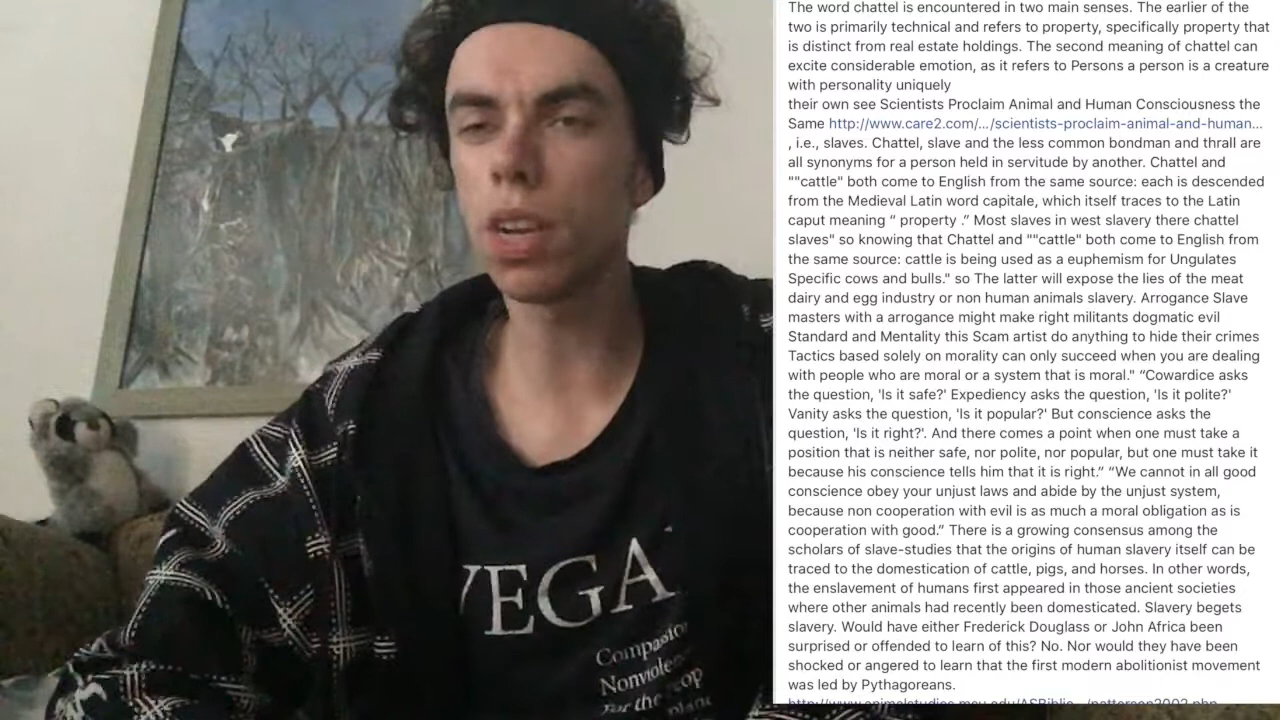 The word chattel is encountered in two main senses. The earlier of the
two is primarily technical and refers to property, specifically property that
is distinct from real estate holdings. The second meaning of chattel can
excite considerable emotion, as it refers to Persons a person is a creature
with personality uniquely
their own see Scientists Proclaim Animal and Human Consciousness the
Same http://www.care2.com/.../scientists-proclaim-animal-and-human...
, i.e., slaves. Chattel, slave and the less common bondman and thrall are
all synonyms for a person held in servitude by another. Chattel and
""cattle" both come to English from the same source: each is descended
from the Medieval Latin word capitale, which itself traces to the Latin
caput meaning “ property .” Most slaves in west slavery there chattel
slaves" so knowing that Chattel and ""cattle" both come to English from
the same source: cattle is being used as a euphemism for Ungulates
Specific cows and bulls." so The latter will expose the lies of the meat
dairy and egg industry or non human animals slavery. Arrogance Slave
masters with a arrogance might make right militants dogmatic evil
Standard and Mentality this Scam artist do anything to hide their crimes
Tactics based solely on morality can only succeed when you are dealing
with people who are moral or a system that is moral." “Cowardice asks
the question, 'Is it safe?' Expediency asks the question, 'Is it polite?'
Vanity asks the question, 'Is it popular?' But conscience asks the
question, 'Is it right?'. And there comes a point when one must take a
position that is neither safe, nor polite, nor popular, but one must take it
because his conscience tells him that it is right.” “We cannot in all good
conscience obey your unjust laws and abide by the unjust system,
because non cooperation with evil is as much a moral obligation as is
cooperation with good.” There is a growing consensus among the
scholars of slave-studies that the origins of human slavery itself can be
traced to the domestication of cattle, pigs, and horses. In other words,
the enslavement of humans first appeared in those ancient societies
where other animals had recently been domesticated. Slavery begets
slavery. Would have either Frederick Douglass or John Africa been
surprised or offended to learn of this? No. Nor would they have been
shocked or angered to learn that the first modern abolitionist movement
was led by Pythagoreans.
VEGA
Compassion
Nonviolence
For the